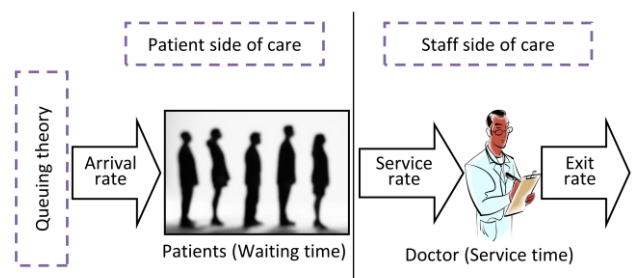 Patient side of care
Staff side of care
Queuing theory
Arrival
rate
Service
rate
Exit
rate
Patients (Waiting time)
Doctor (Service time)